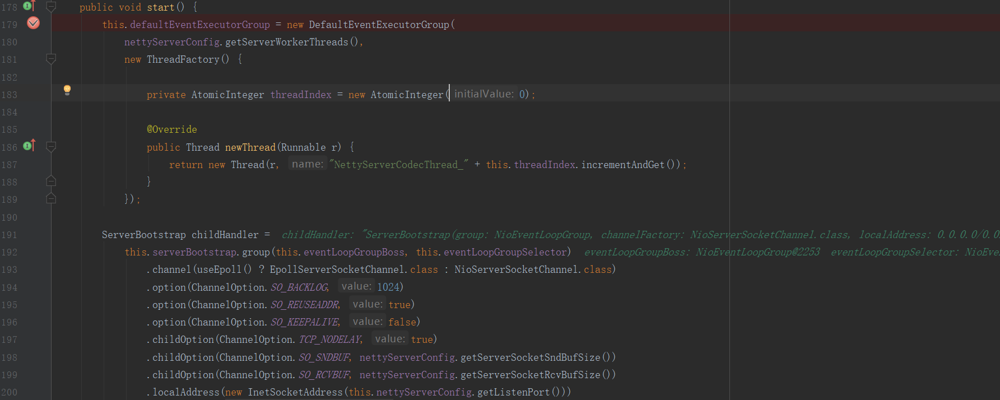 178 public void start() {
179 this.defaultEventExecutorGroup = new DefaultEventExecutorGroup(
180 nettyServerConfig.getServerWorkerThreads(),
181 new ThreadFactory() {
182
183 private AtomicInteger threadIndex = new AtomicInteger( initialValue: 0);
184
185 @Override
186 public Thread newThread(Runnable r) {
187 return new Thread(r, name: "NettyServerCodecThread_" + this.threadIndex.incrementAndGet());
188 }
189 });
190
191 ServerBootstrap childHandler = childHandler: "ServerBootstrap(group: NioEventLoopGroup, channelFactory: NioServerSocketChannel.class, localAddress: 0.0.0.0/0.0
192 this.serverBootstrap.group(this.eventLoopGroupBoss, this.eventLoopGroupSelector) eventLoopGroupBoss: NioEventLoopGroup@2253 eventLoopGroupSelector: NioEve
193 .channel(useEpoll() ? EpollServerSocketChannel.class : NioServerSocketChannel.class)
194 .option(ChannelOption.SO_BACKLOG, value: 1024)
195 .option(ChannelOption.SO_REUSEADDR, value: true)
196 .option(ChannelOption.SO_KEEPALIVE, value: false)
197 .childOption(ChannelOption.TCP_NODELAY, value: true)
198 .childOption(ChannelOption.SO_SNDBUF, nettyServerConfig.getServerSocketSndBufSize())
199 .childOption(ChannelOption.SO_RCVBUF, nettyServerConfig.getServerSocketRcvBufSize())
200 .localAddress(new InetSocketAddress(this.nettyServerConfig.getListenPort()))